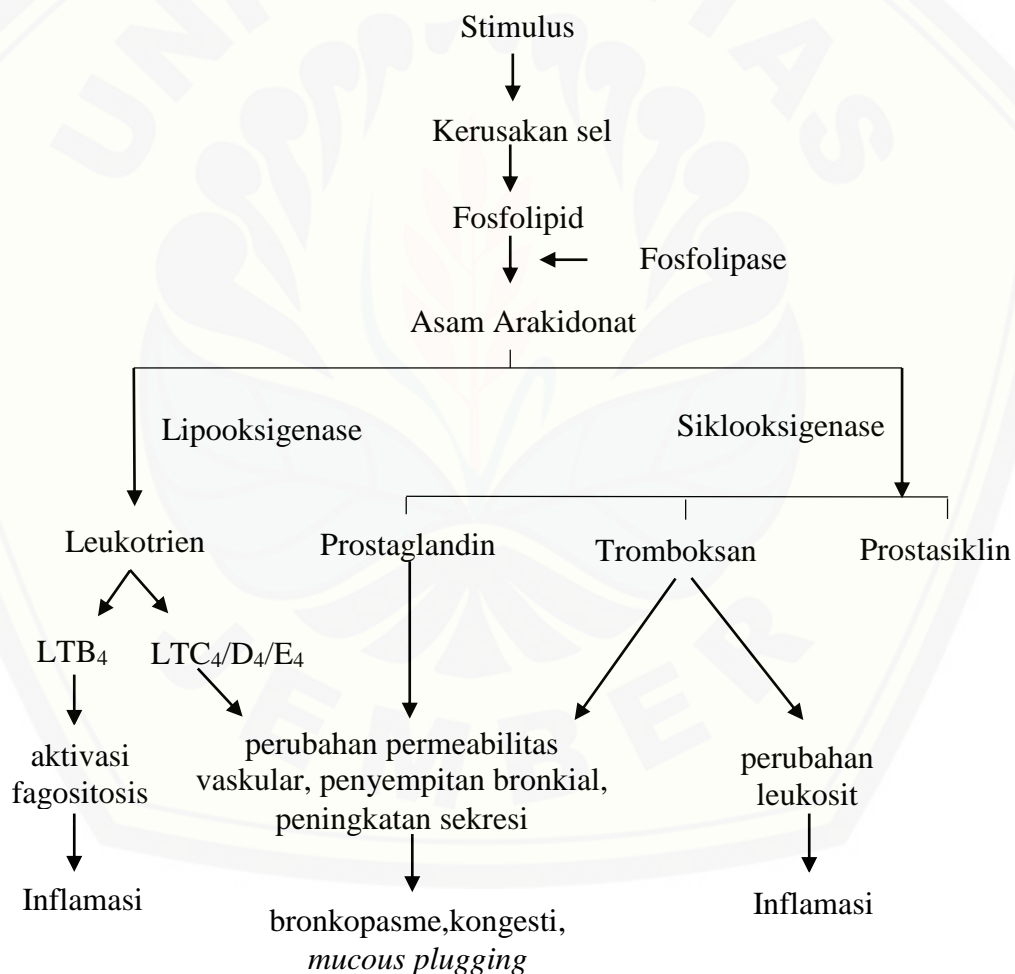 Stimulus
Kerusakan sel
Fosfolipid
Fosfolipase
Asam Arakidonat
Lipooksigenase
Siklooksigenase
Leukotrien
Prostaglandin
Tromboksan
Prostasiklin
LTB₄
LTC₄/D₄/E₄
aktivasi
fagositosis
perubahan permeabilitas
vaskular, penyempitan bronkial,
peningkatan sekresi
perubahan
leukosit
Inflamasi
bronkopasme,kongesti,
mucous plugging
Inflamasi
JEMBER